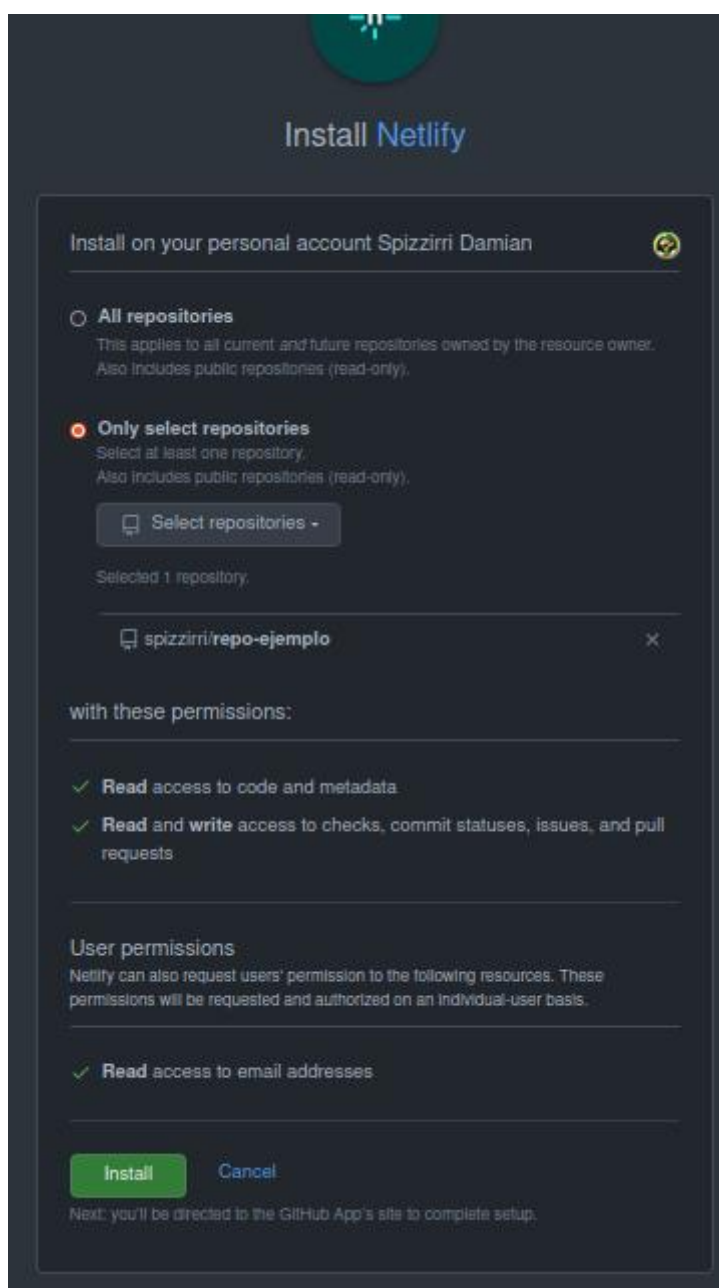 Install Netlify
Install on your personal account Spizzirri Damian
All repositories
This applies to all current and future repositories owned by the resource owner.
Also includes public repositories (read-only).
Only select repositories
Select at least one repository.
Also includes public repositories (read-only).
Select repositories
Selected 1 repository.
spizzirri/repo-ejemplo
with these permissions:
Read access to code and metadata
Read and write access to checks, commit statuses, issues, and pull
requests
User permissions
Netlify can also request users' permission to the following resources. These
permissions will be requested and authorized on an individual-user basis.
Read access to email addresses
Install Cancel
Next: you'll be directed to the GitHub App's site to complete setup.